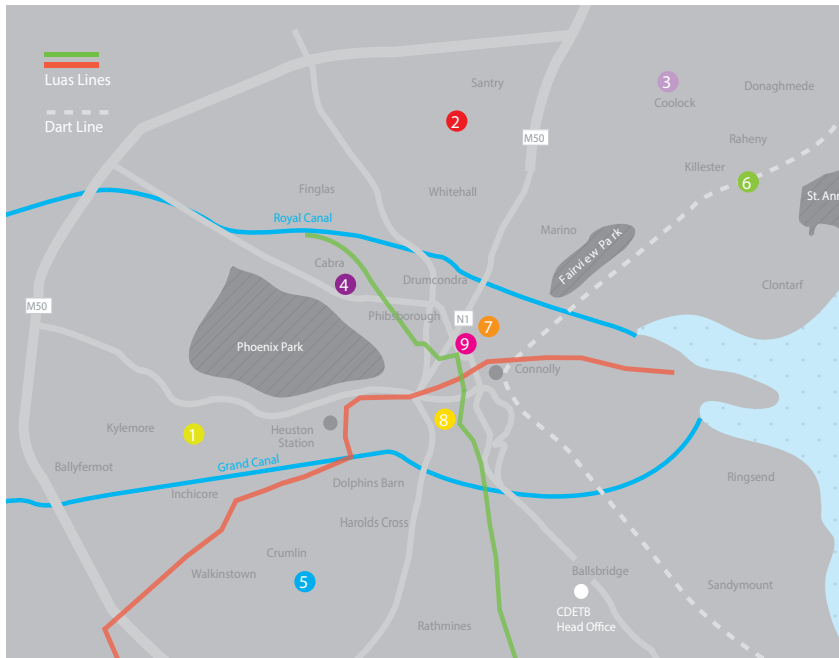 Luas Lines
Dart Line
Santry
3
Coolock
Donaghmede
2
M50
Raheny
Killester
6
Finglas
Whitehall
St. Ann
Royal Canal
Marino
Fairview Park
Cabra
4
Drumcondra
Clontarf
M50
Phibsborough
N1
7
9
Phoenix Park
Connolly
Kylemore
1
Heuston
Station
8
Ballyfermot
Grand Canal
Inchicore
Dolphins Barn
Ringsend
Harolds Cross
Crumlin
Walkinstown
5
Ballsbridge
Sandymount
CDETB
Head Office
Rathmines